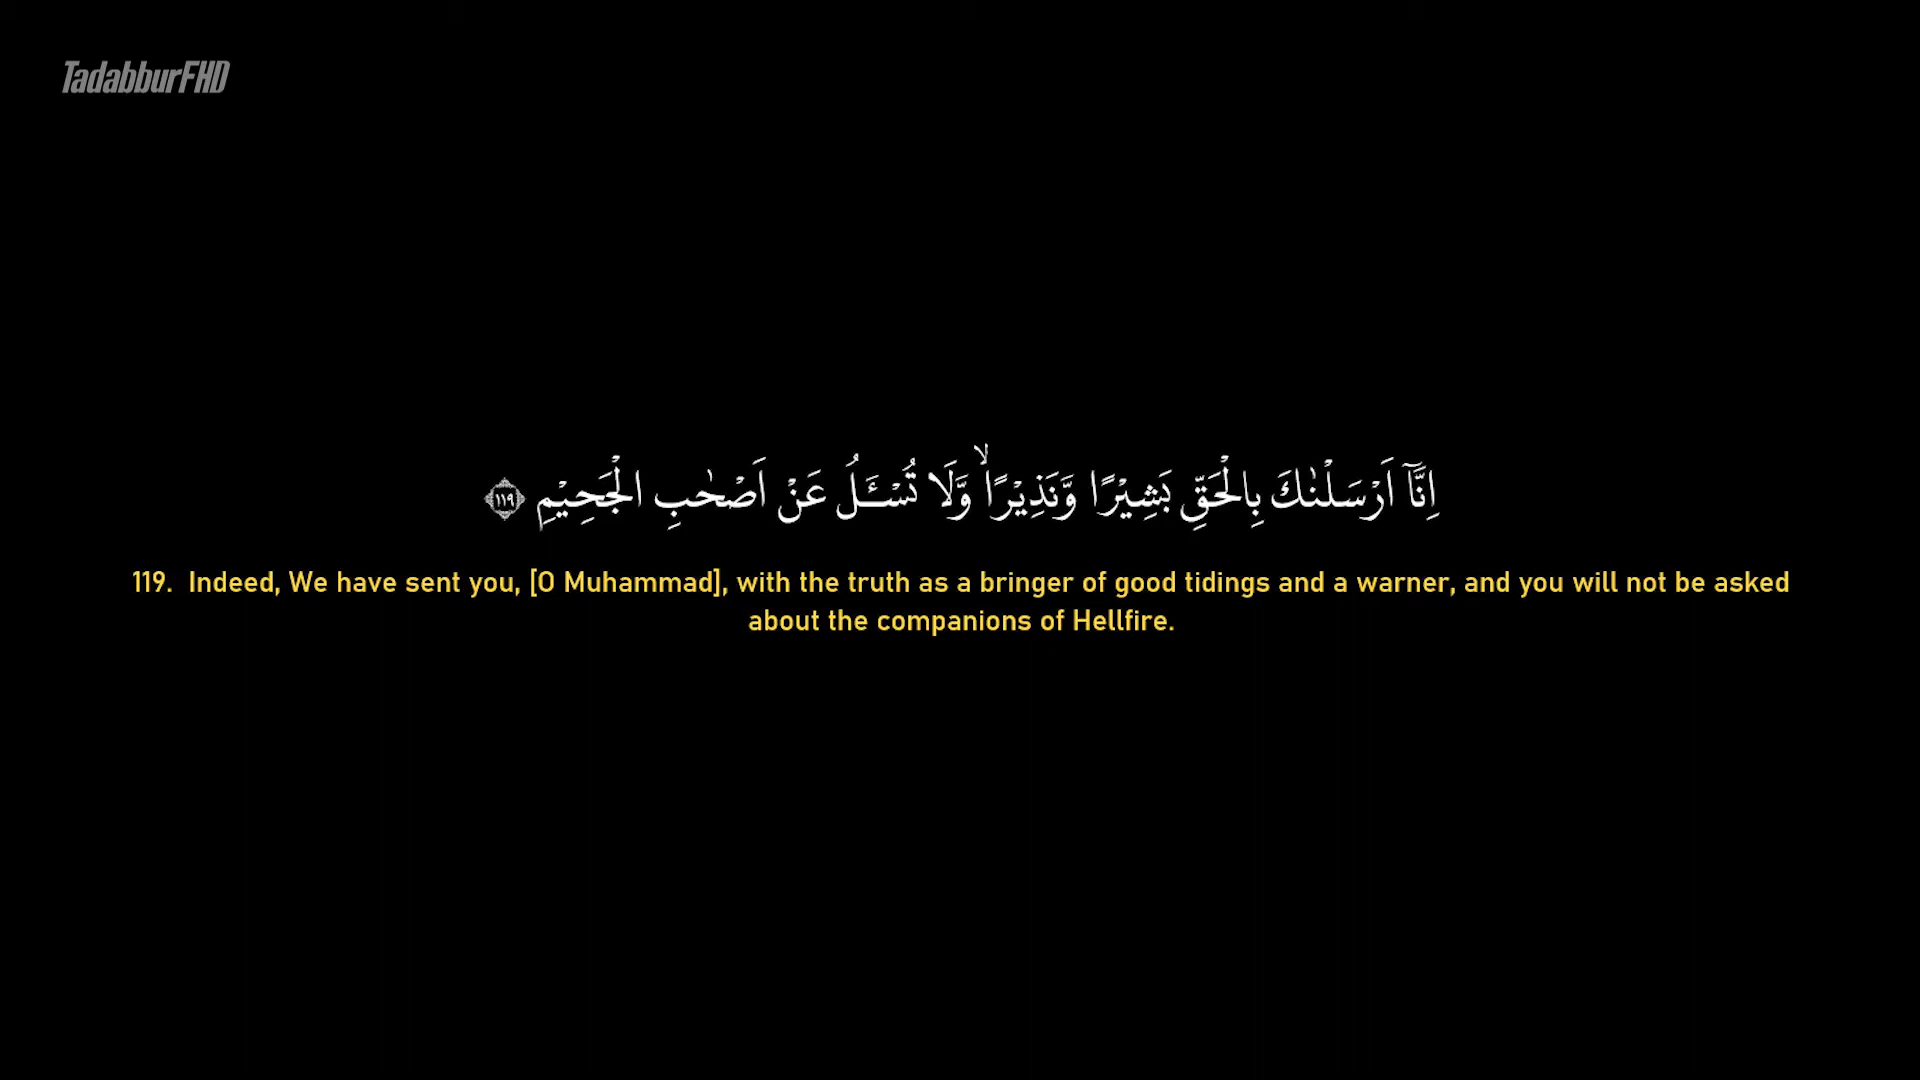 TadabburFHD
اِنَّآ اَرْسَلْنٰكَ بِالْحَقِّ بَشِيْرًا وَّنَذِيْرًاۙ وَّلَا تُسْـَٔلُ عَنْ اَصْحٰبِ الْجَحِيْمِ ١١٩
119. Indeed, We have sent you, [O Muhammad], with the truth as a bringer of good tidings and a warner, and you will not be asked
about the companions of Hellfire.